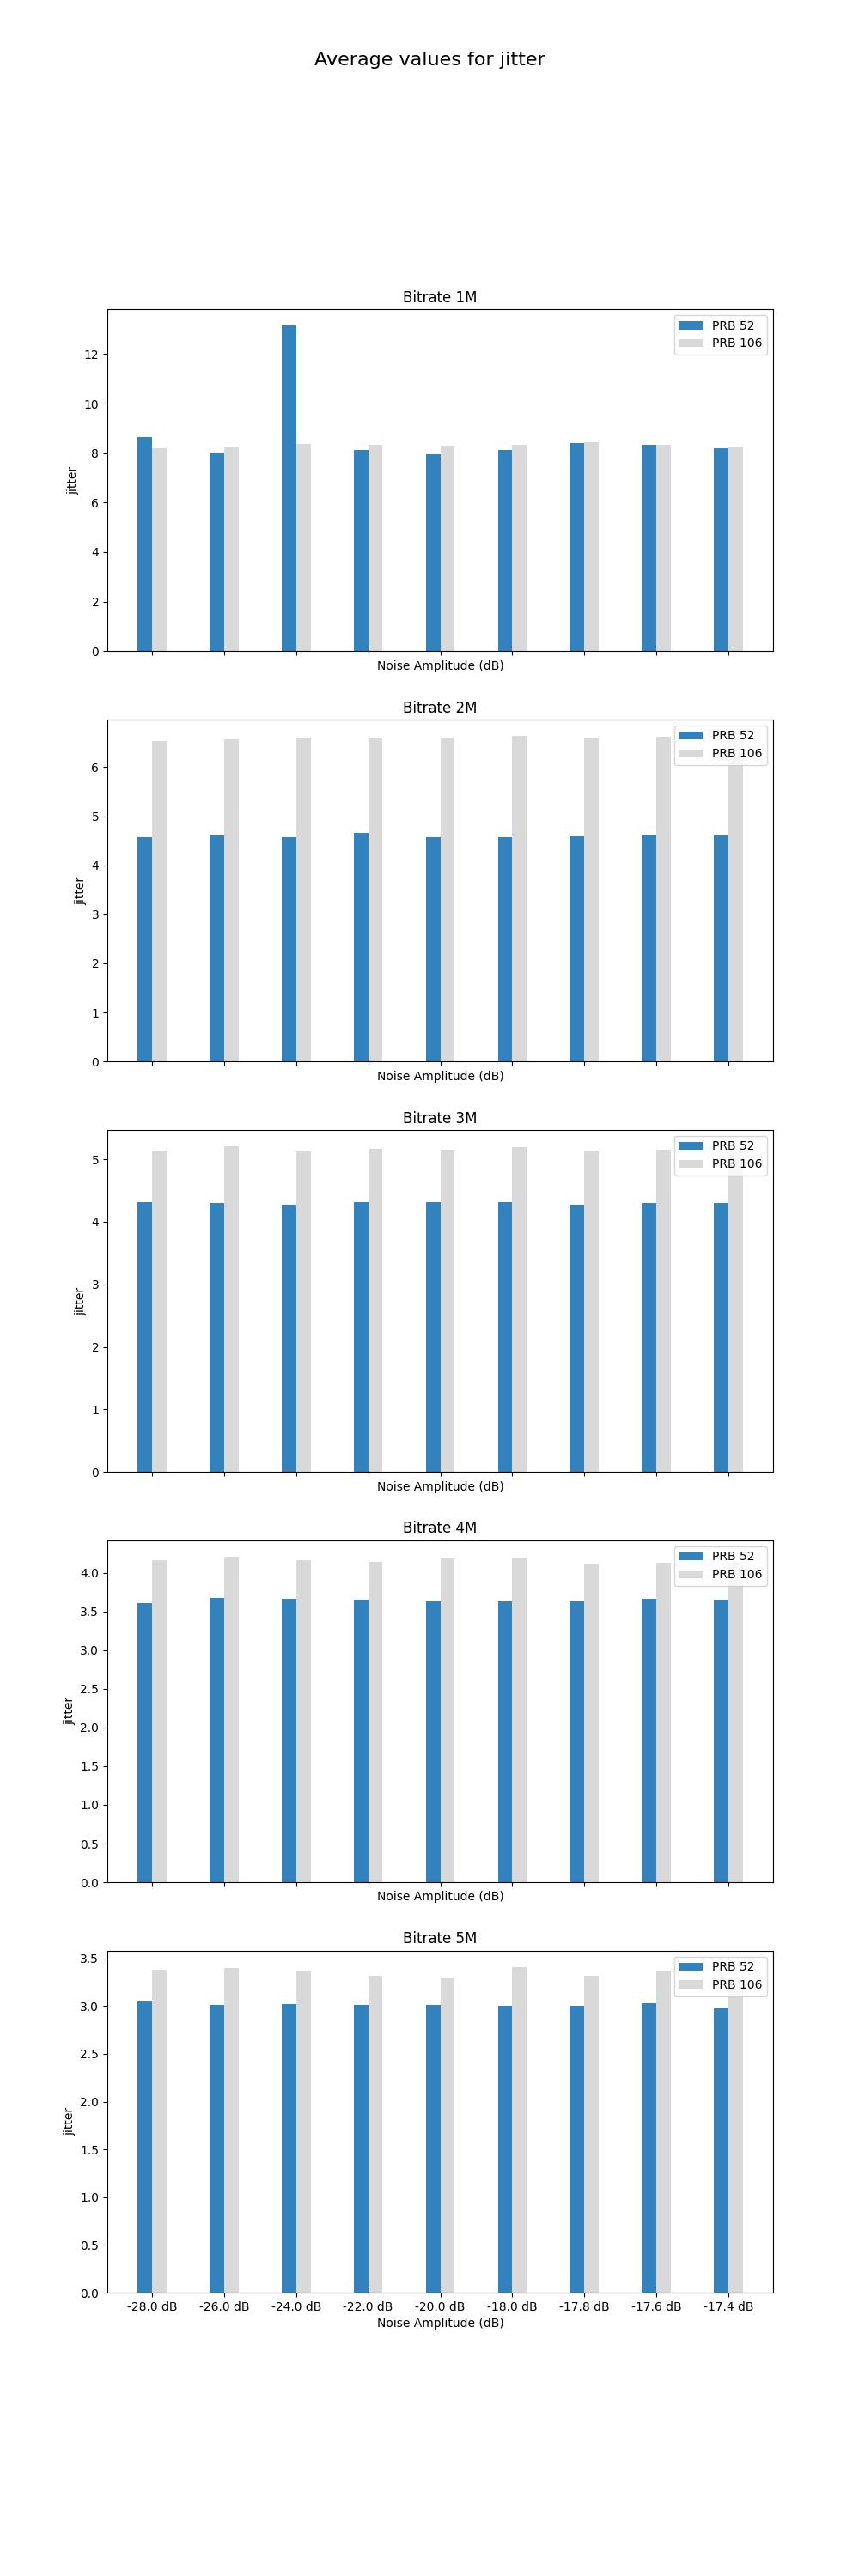 Average values for jitter
Bitrate 1M
PRB 52
PRB 106
12
10
8
6
4
2
0
jitter
Noise Amplitude (dB)
Bitrate 2M
PRB 52
PRB 106
6
5
4
3
2
1
0
jitter
Noise Amplitude (dB)
Bitrate 3M
PRB 52
PRB 106
5
4
3
2
1
0
jitter
Noise Amplitude (dB)
Bitrate 4M
PRB 52
PRB 106
4.0
3.5
3.0
2.5
2.0
1.5
1.0
0.5
0.0
jitter
Noise Amplitude (dB)
Bitrate 5M
PRB 52
PRB 106
3.5
3.0
2.5
2.0
1.5
1.0
0.5
0.0
jitter
-28.0 dB -26.0 dB -24.0 dB -22.0 dB -20.0 dB -18.0 dB -17.8 dB -17.6 dB -17.4 dB
Noise Amplitude (dB)